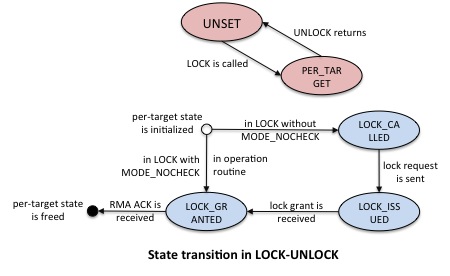 UNSET
UNLOCK returns
LOCK is called
PER_TAR
GET
per-target state
is initialized
in LOCK without
MODE_NOCHECK
LOCK_CA
LLED
in LOCK with
MODE_NOCHECK
in operation
routine
lock request
is sent
per-target state
is freed
RMA ACK is
received
LOCK_GR
ANTED
lock grant is
received
LOCK_ISS
UED
State transition in LOCK-UNLOCK